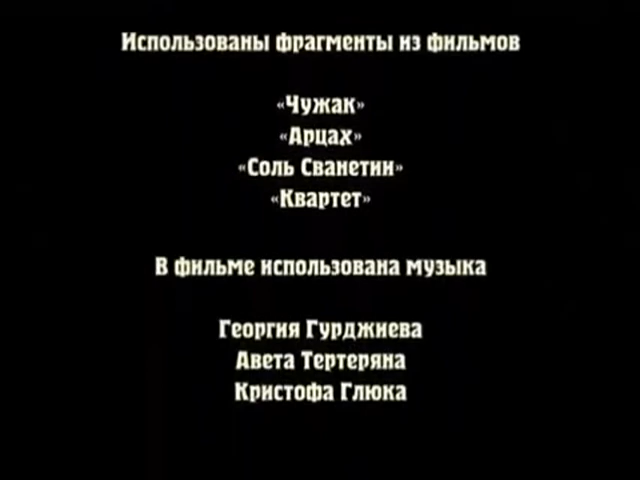 Использованы фрагменты из фильмов
«Чужак»
«Арцах»
«Соль Сванетии»
«Квартет»
В фильме использована музыка
Георгия Гурджиева
Авета Тертеряна
Кристофа Глюка